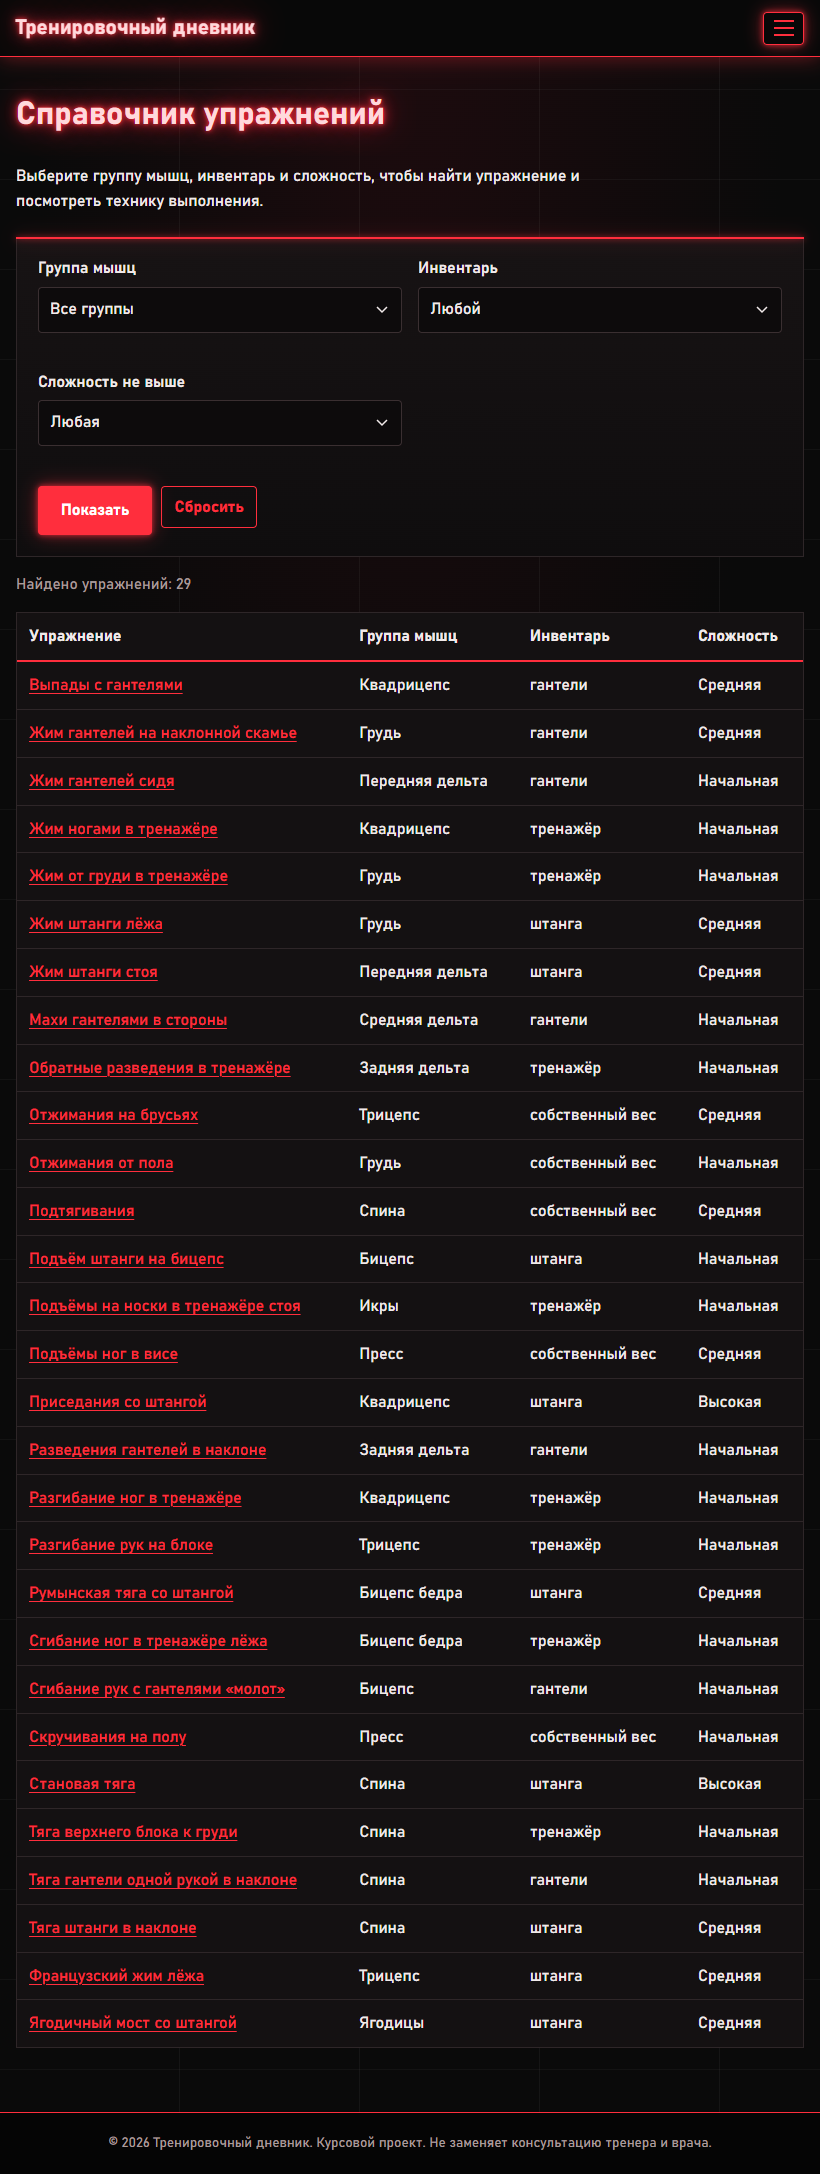 Тренировочный дневник
Справочник упражнений
Выберите группу мышц, инвентарь и сложность, чтобы найти упражнение и
посмотреть технику выполнения.
Группа мышц Инвентарь
Все группы Любой
Сложность не выше
Любая
Показать Сбросить
Найдено упражнений: 29
Упражнение Группа мышц Инвентарь Сложность
Выпады с гантелями Квадрицепс гантели Средняя
Жим гантелей на наклонной скамье Грудь гантели Средняя
Жим гантелей сидя Передняя дельта гантели Начальная
Жим ногами в тренажёре Квадрицепс тренажёр Начальная
Жим от груди в тренажёре Грудь тренажёр Начальная
Жим штанги лёжа Грудь штанга Средняя
Жим штанги стоя Передняя дельта штанга Средняя
Махи гантелями в стороны Средняя дельта гантели Начальная
Обратные разведения в тренажёре Задняя дельта тренажёр Начальная
Отжимания на брусьях Трицепс собственный вес Средняя
Отжимания от пола Грудь собственный вес Начальная
Подтягивания Спина собственный вес Средняя
Подъём штанги на бицепс Бицепс штанга Начальная
Подъёмы на носки в тренажёре стоя Икры тренажёр Начальная
Подъёмы ног в висе Пресс собственный вес Средняя
Приседания со штангой Квадрицепс штанга Высокая
Разведения гантелей в наклоне Задняя дельта гантели Начальная
Разгибание ног в тренажёре Квадрицепс тренажёр Начальная
Разгибание рук на блоке Трицепс тренажёр Начальная
Румынская тяга со штангой Бицепс бедра штанга Средняя
Сгибание ног в тренажёре лёжа Бицепс бедра тренажёр Начальная
Сгибание рук с гантелями «молот» Бицепс гантели Начальная
Скручивания на полу Пресс собственный вес Начальная
Становая тяга Спина штанга Высокая
Тяга верхнего блока к груди Спина тренажёр Начальная
Тяга гантели одной рукой в наклоне Спина гантели Начальная
Тяга штанги в наклоне Спина штанга Средняя
Французский жим лёжа Трицепс штанга Средняя
Ягодичный мост со штангой Ягодицы штанга Средняя
© 2026 Тренировочный дневник. Курсовой проект. Не заменяет консультацию тренера и врача.